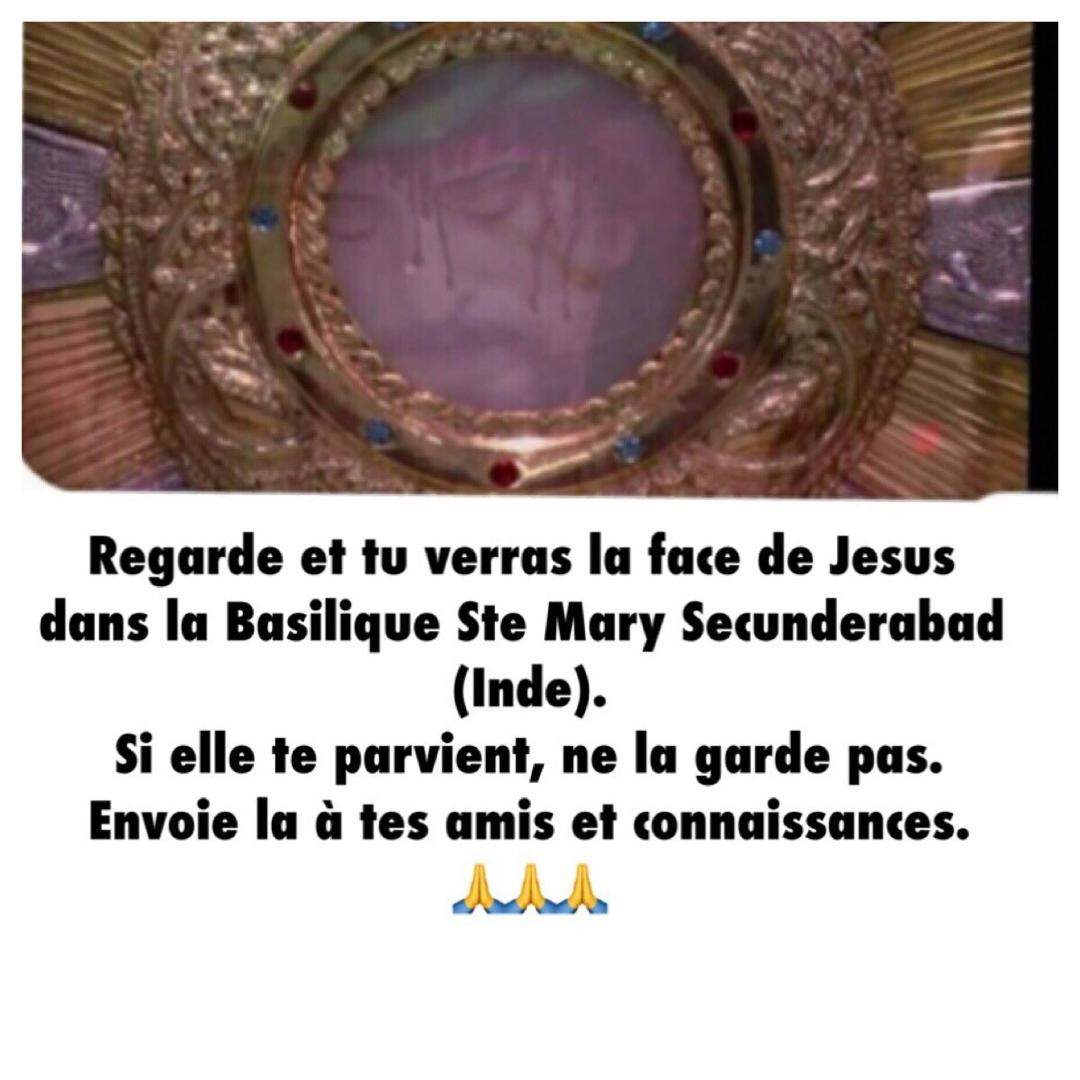 Regarde et tu verras la face de Jesus
dans la Basilique Ste Mary Secunderabad
(Inde).
Si elle te parvient, ne la garde pas.
Envoie la à tes amis et connaissances.
🙏🙏🙏